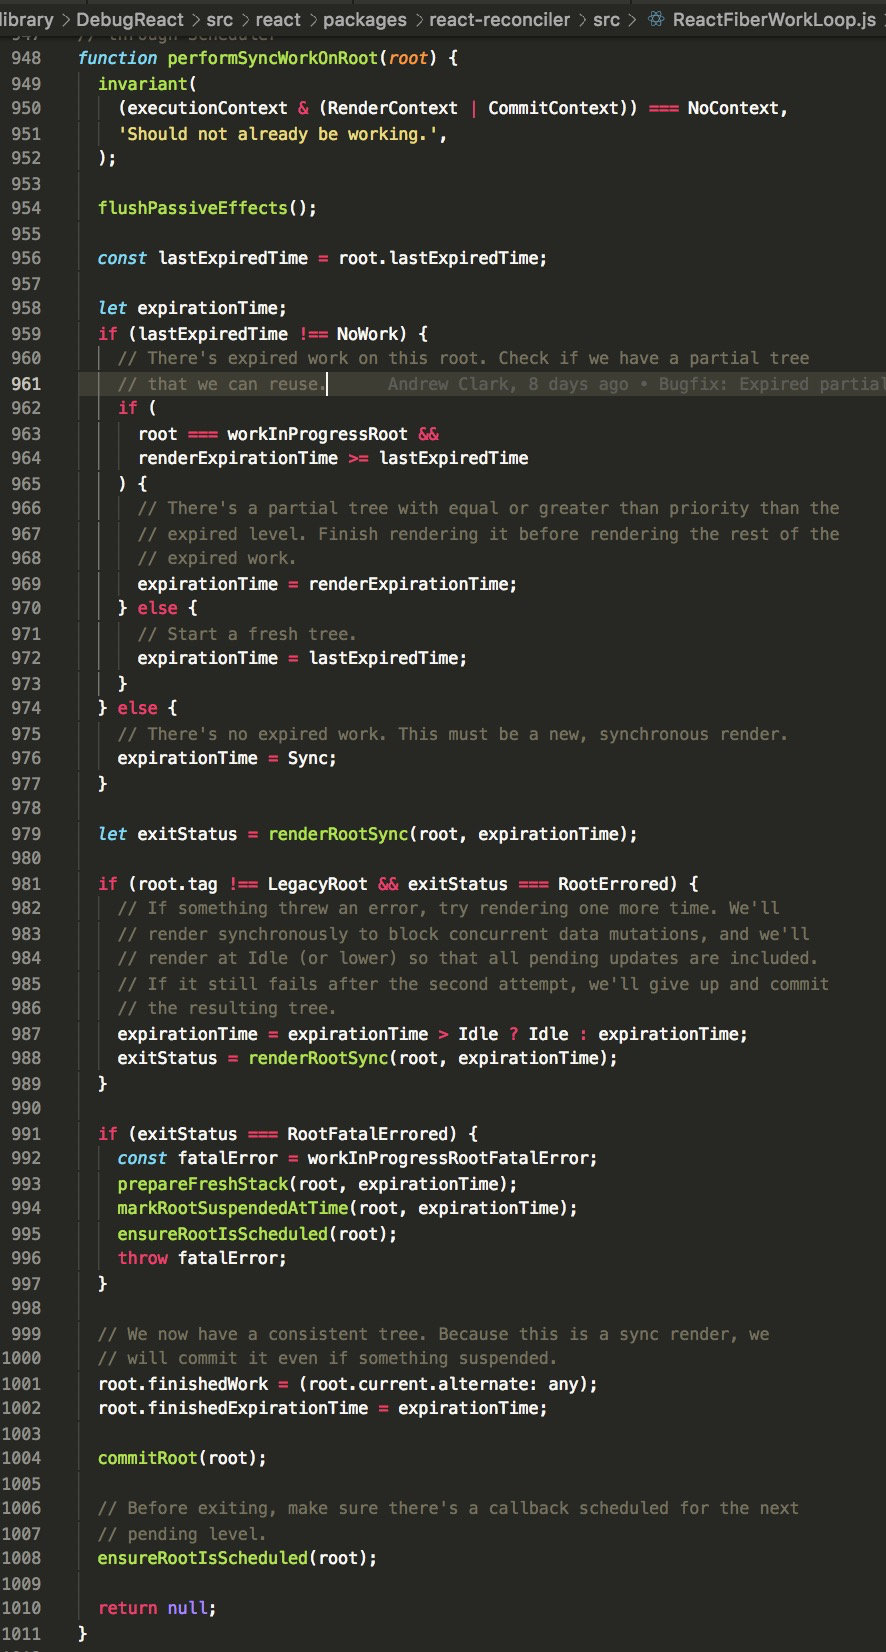 library > DebugReact > src > react > packages > react-reconciler > src > ReactFiberWorkLoop.js
947 // through Scheduler
948 function performSyncWorkOnRoot(root) {
949   invariant(
950     (executionContext & (RenderContext | CommitContext)) === NoContext,
951     'Should not already be working.',
952   );
953
954   flushPassiveEffects();
955
956   const lastExpiredTime = root.lastExpiredTime;
957
958   let expirationTime;
959   if (lastExpiredTime !== NoWork) {
960     // There's expired work on this root. Check if we have a partial tree
961     // that we can reuse. Andrew Clark, 8 days ago • Bugfix: Expired partial
962     if (
963       root === workInProgressRoot &&
964       renderExpirationTime >= lastExpiredTime
965     ) {
966       // There's a partial tree with equal or greater than priority than the
967       // expired level. Finish rendering it before rendering the rest of the
968       // expired work.
969       expirationTime = renderExpirationTime;
970     } else {
971       // Start a fresh tree.
972       expirationTime = lastExpiredTime;
973     }
974   } else {
975     // There's no expired work. This must be a new, synchronous render.
976     expirationTime = Sync;
977   }
978
979   let exitStatus = renderRootSync(root, expirationTime);
980
981   if (root.tag !== LegacyRoot && exitStatus === RootErrored) {
982     // If something threw an error, try rendering one more time. We'll
983     // render synchronously to block concurrent data mutations, and we'll
984     // render at Idle (or lower) so that all pending updates are included.
985     // If it still fails after the second attempt, we'll give up and commit
986     // the resulting tree.
987     expirationTime = expirationTime > Idle ? Idle : expirationTime;
988     exitStatus = renderRootSync(root, expirationTime);
989   }
990
991   if (exitStatus === RootFatalErrored) {
992     const fatalError = workInProgressRootFatalError;
993     prepareFreshStack(root, expirationTime);
994     markRootSuspendedAtTime(root, expirationTime);
995     ensureRootIsScheduled(root);
996     throw fatalError;
997   }
998
999   // We now have a consistent tree. Because this is a sync render, we
1000   // will commit it even if something suspended.
1001   root.finishedWork = (root.current.alternate: any);
1002   root.finishedExpirationTime = expirationTime;
1003
1004   commitRoot(root);
1005
1006   // Before exiting, make sure there's a callback scheduled for the next
1007   // pending level.
1008   ensureRootIsScheduled(root);
1009
1010   return null;
1011 }